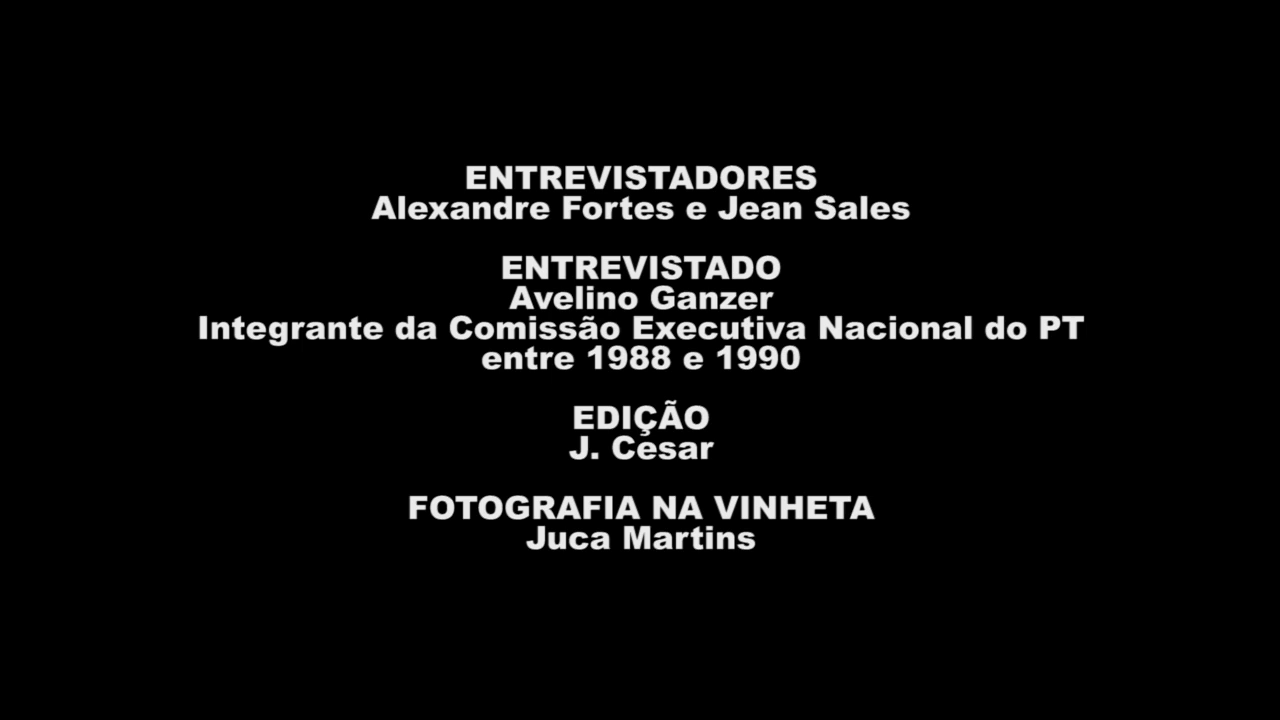 ENTREVISTADORES
Alexandre Fortes e Jean Sales
ENTREVISTADO
Avelino Ganzer
Integrante da Comissão Executiva Nacional do PT
entre 1988 e 1990
EDIÇÃO
J. Cesar
FOTOGRAFIA NA VINHETA
Juca Martins